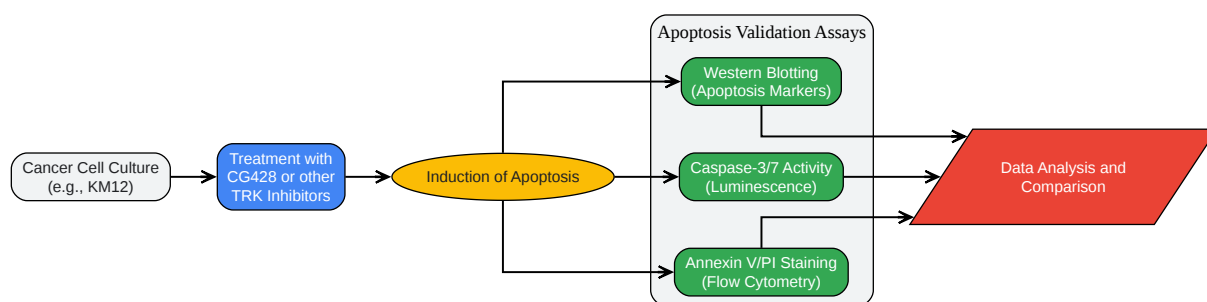 Apoptosis Validation Assays
Western Blotting
(Apoptosis Markers)
Cancer Cell Culture
(e.g., KM12)
Treatment with
CG428 or other
TRK Inhibitors
Induction of Apoptosis
Caspase-3/7 Activity
(Luminescence)
Data Analysis and
Comparison
Annexin V/PI Staining
(Flow Cytometry)